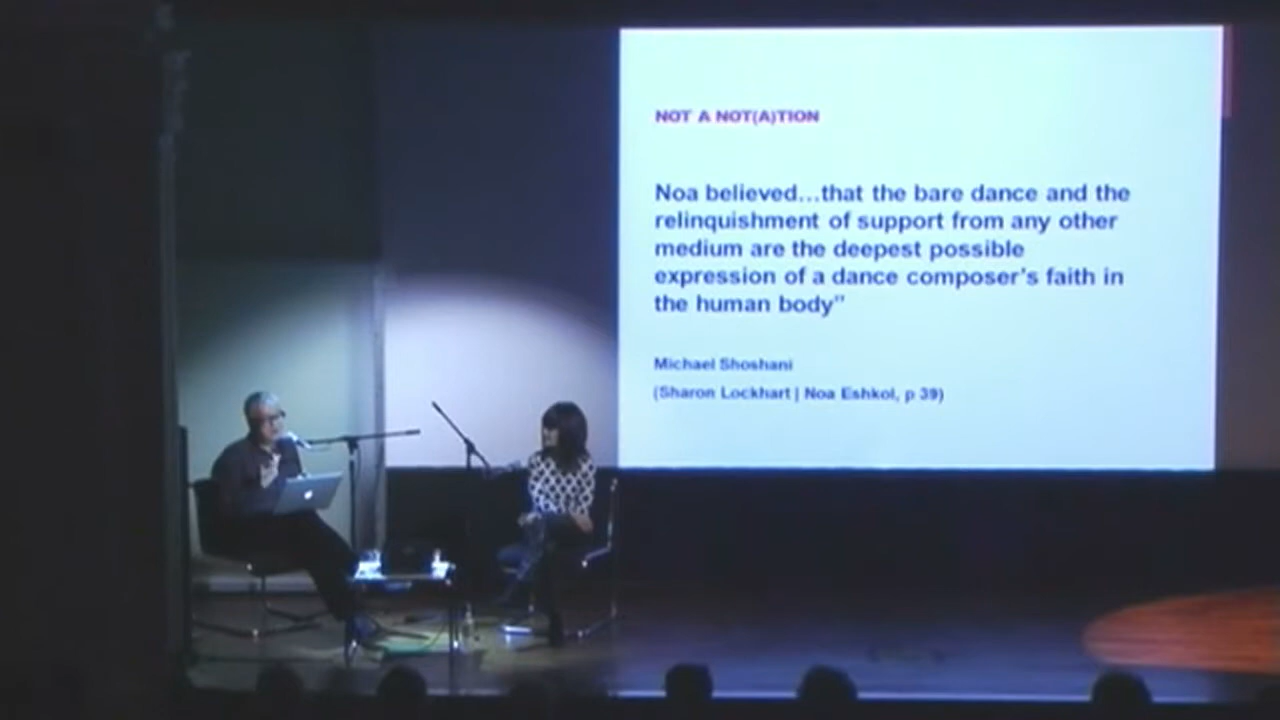 NOT A NOT(A)TION
Noa believed...that the bare dance and the
relinquishment of support from any other
medium are the deepest possible
expression of a dance composer's faith in
the human body"
Michael Shoshani
(Sharon Lockhart | Noa Eshkol, p 39)